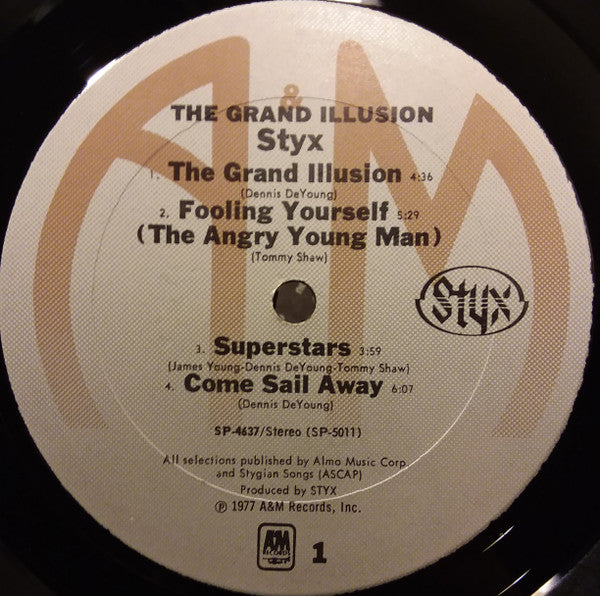 A&M
THE GRAND ILLUSION
Styx
1. The Grand Illusion 4:36
(Dennis DeYoung)
2. Fooling Yourself 5:29
(The Angry Young Man)
(Tommy Shaw)
Styx
3. Superstars 3:59
(James Young-Dennis DeYoung-Tommy Shaw)
4. Come Sail Away 6:07
(Dennis DeYoung)
SP-4637/Stereo (SP-5011)
All selections published by Almo Music Corp.
and Stygian Songs (ASCAP)
Produced by STYX
℗ 1977 A&M Records, Inc.
A&M
RECORDS
1